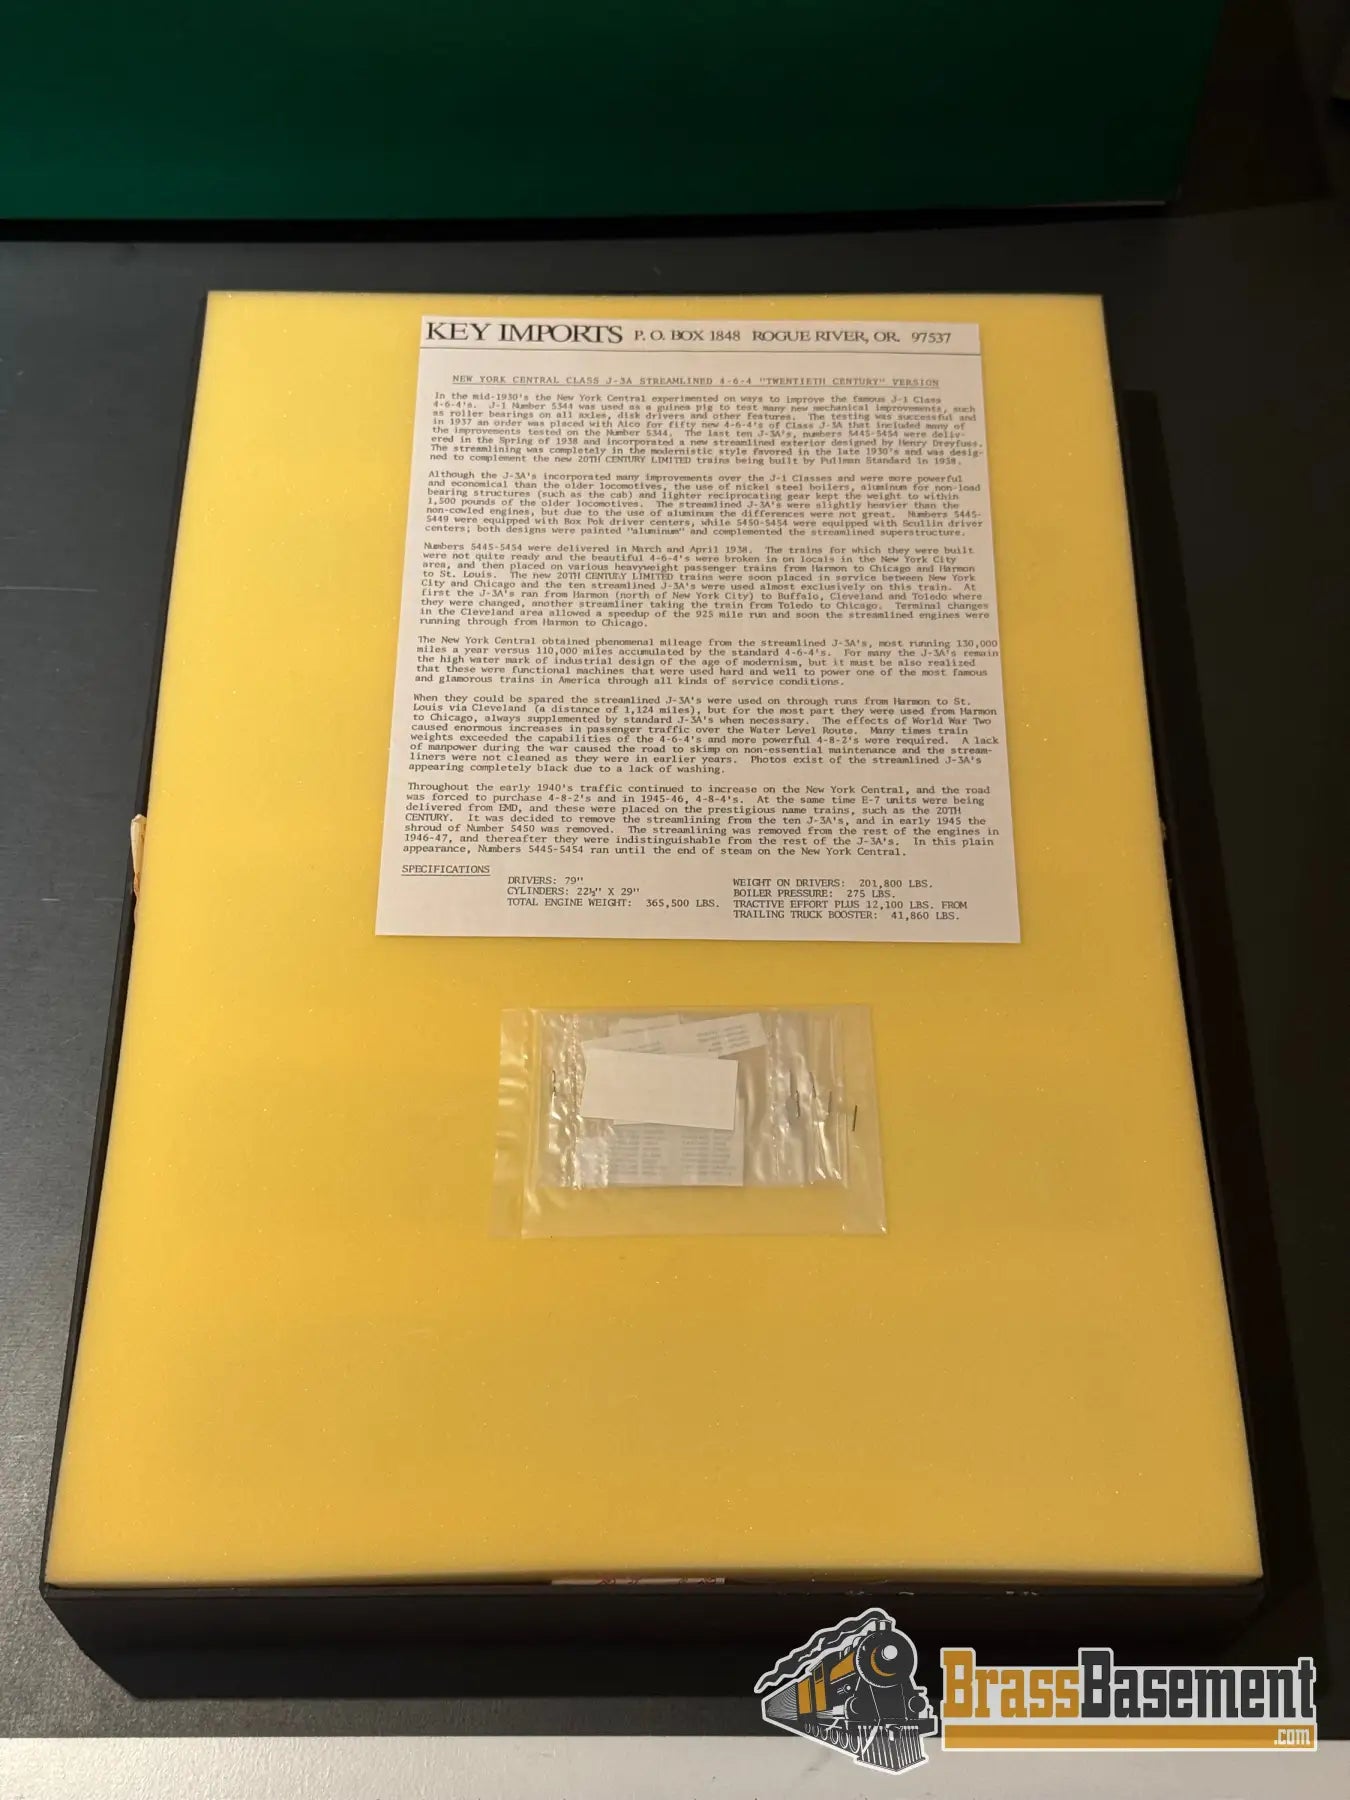 KEY IMPORTS P. O. BOX 1848 ROGUE RIVER, OR. 97537
NEW YORK CENTRAL CLASS J-3A STREAMLINED 4-6-4 "TWENTIETH CENTURY" VERSION
In the mid-1930's the New York Central experimented on ways to improve the famous J-1 Class
4-6-4's. J-1 Number 5344 was used as a guinea pig to test many new mechanical improvements, such
as roller bearings on all axles, disk drivers and other features. The testing was successful and
in 1937 an order was placed with Alco for fifty new 4-6-4's of Class J-3A that included many of
the improvements tested on the Number 5344. The last ten J-3A's, numbers 5445-5454 were deliv-
ered in the Spring of 1938 and incorporated a new streamlined exterior designed by Henry Dreyfuss.
The streamlining was completely in the modernistic style favored in the late 1930's and was desig-
ned to complement the new 20TH CENTURY LIMITED trains being built by Pullman Standard in 1938.
Although the J-3A's incorporated many improvements over the J-1 Classes and were more powerful
and economical than the older locomotives, the use of nickel steel boilers, aluminum for non-load
bearing structures (such as the cab) and lighter reciprocating gear kept the weight to within
1,500 pounds of the older locomotives. The streamlined J-3A's were slightly heavier than the
non-cowled engines, but due to the use of aluminum the differences were not great. Numbers 5445-
5449 were equipped with Box Pok driver centers, while 5450-5454 were equipped with Scullin driver
centers; both designs were painted "aluminum" and complemented the streamlined superstructure.
Numbers 5445-5454 were delivered in March and April 1938. The trains for which they were built
were not quite ready and the beautiful 4-6-4's were broken in on locals in the New York City
area, and then placed on various heavyweight passenger trains from Harmon to Chicago and Harmon
to St. Louis. The new 20TH CENTURY LIMITED trains were soon placed in service between New York
City and Chicago and the ten streamlined J-3A's were used almost exclusively on this train. At
first the J-3A's ran from Harmon (north of New York City) to Buffalo, Cleveland and Toledo where
they were changed, another streamliner taking the train from Toledo to Chicago. Terminal changes
in the Cleveland area allowed a speedup of the 925 mile run and soon the streamlined engines were
running through from Harmon to Chicago.
The New York Central obtained phenomenal mileage from the streamlined J-3A's, most running 130,000
miles a year versus 110,000 miles accumulated by the standard 4-6-4's. For many the J-3A's remain
the high water mark of industrial design of the age of modernism, but it must be also realized
that these were functional machines that were used hard and well to power one of the most famous
and glamorous trains in America through all kinds of service conditions.
When they could be spared the streamlined J-3A's were used on through runs from Harmon to St.
Louis via Cleveland (a distance of 1,124 miles), but for the most part they were used from Harmon
to Chicago, always supplemented by standard J-3A's when necessary. The effects of World War Two
caused enormous increases in passenger traffic over the Water Level Route. Many times train
weights exceeded the capabilities of the 4-6-4's and more powerful 4-8-2's were required. A lack
of manpower during the war caused the road to skimp on non-essential maintenance and the stream-
liners were not cleaned as they were in earlier years. Photos exist of the streamlined J-3A's
appearing completely black due to a lack of washing.
Throughout the early 1940's traffic continued to increase on the New York Central, and the road
was forced to purchase 4-8-2's and in 1945-46, 4-8-4's. At the same time E-7 units were being
delivered from EMD, and these were placed on the prestigious name trains, such as the 20TH
CENTURY. It was decided to remove the streamlining from the ten J-3A's, and in early 1945 the
shroud of Number 5450 was removed. The streamlining was removed from the rest of the engines in
1946-47, and thereafter they were indistinguishable from the rest of the J-3A's. In this plain
appearance, Numbers 5445-5454 ran until the end of steam on the New York Central.
SPECIFICATIONS
DRIVERS: 79" WEIGHT ON DRIVERS: 201,800 LBS.
CYLINDERS: 22½" X 29" BOILER PRESSURE: 275 LBS.
TOTAL ENGINE WEIGHT: 365,500 LBS. TRACTIVE EFFORT PLUS 12,100 LBS. FROM
TRAILING TRUCK BOOSTER: 41,860 LBS.
BrassBasement
.com